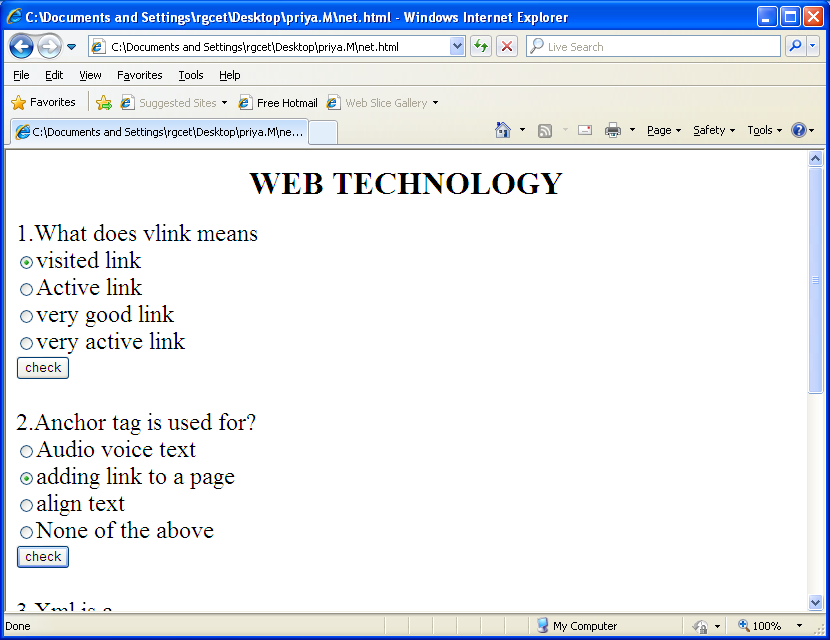 C:\Documents and Settings\rgcet\Desktop\priya.M\net.html - Windows Internet Explorer
C:\Documents and Settings\rgcet\Desktop\priya.M\net.html
Live Search
File Edit View Favorites Tools Help
Favorites Suggested Sites Free Hotmail Web Slice Gallery
C:\Documents and Settings\rgcet\Desktop\priya.M\ne...
Page Safety Tools
WEB TECHNOLOGY
1.What does vlink means
visited link
Active link
very good link
very active link
check
2.Anchor tag is used for?
Audio voice text
adding link to a page
align text
None of the above
check
3.Xml is a
Done My Computer 100%